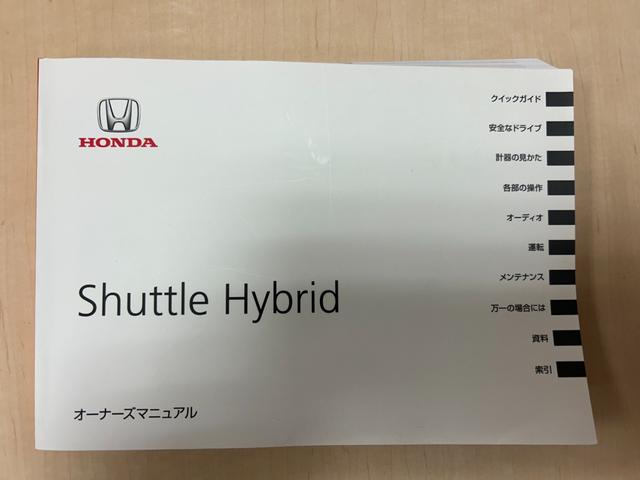 HONDA
Shuttle Hybrid
オーナーズマニュアル
クイックガイド
安全なドライブ
計器の見かた
各部の操作
オーディオ
運転
メンテナンス
万一の場合には
資料
索引